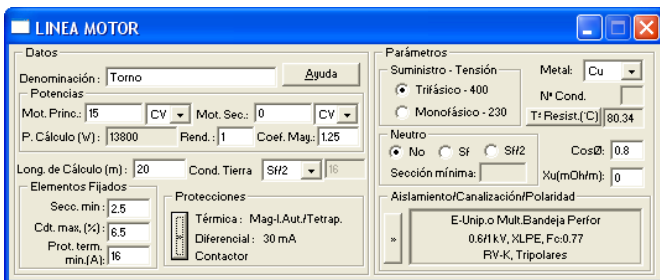 LINEA MOTOR
Datos
Denominación : Torno Ayuda
Potencias
Mot. Princ.: 15 CV Mot. Sec.: 0 CV
P. Cálculo (W) : 13800 Rend. : 1 Coef. May.: 1.25
Long. de Cálculo (m) : 20 Cond. Tierra Sf/2 16
Elementos Fijados
Secc. min : 2.5
Cdt. max, (%) : 6.5
Prot. term. min.(A): 16
Protecciones
Térmica : Mag-I.Aut./Tetrap.
Diferencial : 30 mA
Contactor
Parámetros
Suministro - Tensión
Trifásico - 400
Monofásico - 230
Metal: Cu
Nª Cond.
Tª Resist.(ºC) 80.34
Neutro
No Sf Sf/2
Sección mínima:
CosØ: 0.8
Xu(mOh/m): 0
Aislamiento/Canalización/Polaridad
»
E-Unip.o Mult.Bandeja Perfor
0.6/1 kV, XLPE, Fc:0.77
RV-K, Tripolares